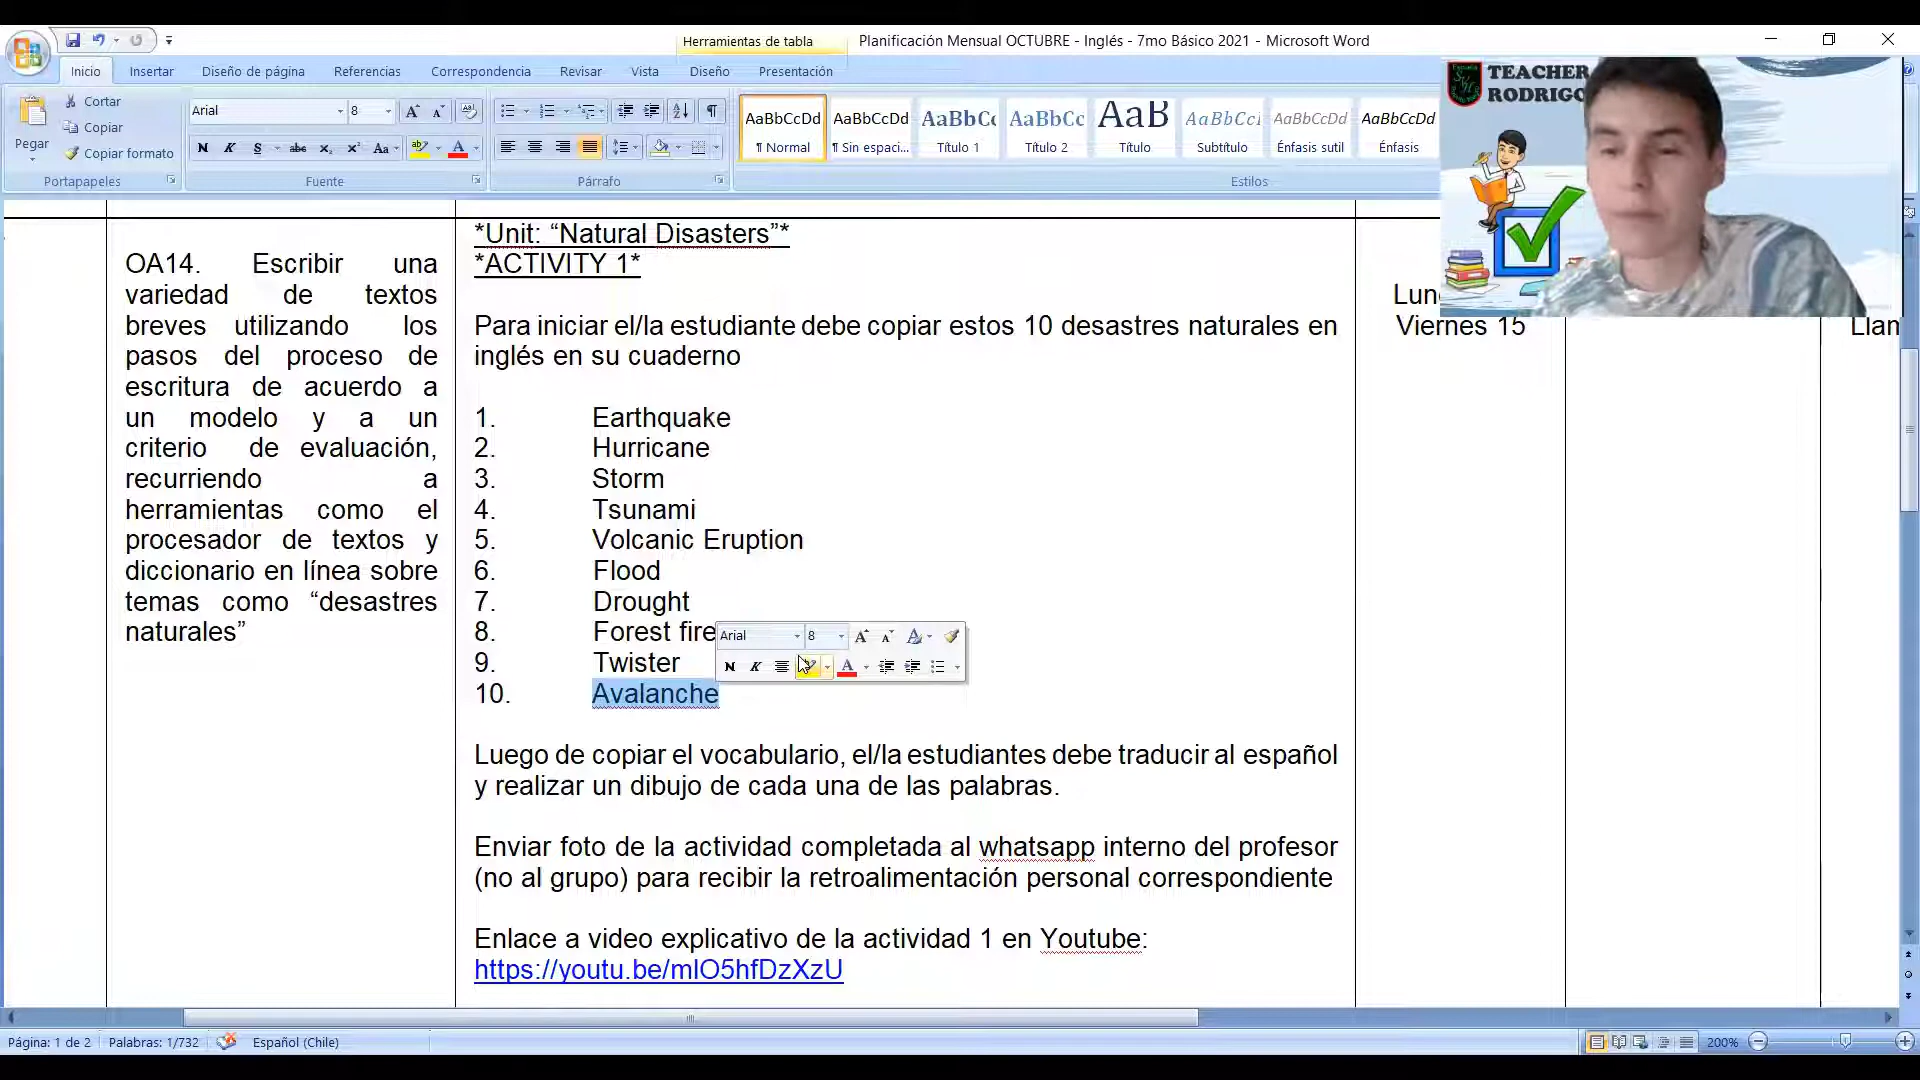 Herramientas de tabla
Planificación Mensual OCTUBRE - Inglés - 7mo Básico 2021 - Microsoft Word
Inicio Insertar Diseño de página Referencias Correspondencia Revisar Vista Diseño Presentación
Pegar
Cortar
Copiar
Copiar formato
Portapapeles
Arial 8
N K S abc x₂ x² Aa
Fuente
Párrafo
AaBbCcDd AaBbCcDd AaBbCc AaBbCc AaB AaBbCcI AaBbCcDd AaBbCcDd
¶ Normal ¶ Sin espaci... Título 1 Título 2 Título Subtítulo Énfasis sutil Énfasis
Estilos
TEACHER
RODRIGO
OA14. Escribir una
variedad de textos
breves utilizando los
pasos del proceso de
escritura de acuerdo a
un modelo y a un
criterio de evaluación,
recurriendo a
herramientas como el
procesador de textos y
diccionario en línea sobre
temas como “desastres
naturales”
*Unit: “Natural Disasters”*
*ACTIVITY 1*
Para iniciar el/la estudiante debe copiar estos 10 desastres naturales en
inglés en su cuaderno
1. Earthquake
2. Hurricane
3. Storm
4. Tsunami
5. Volcanic Eruption
6. Flood
7. Drought
8. Forest fire
9. Twister
10. Avalanche
Arial 8
N K A
Luego de copiar el vocabulario, el/la estudiantes debe traducir al español
y realizar un dibujo de cada una de las palabras.
Enviar foto de la actividad completada al whatsapp interno del profesor
(no al grupo) para recibir la retroalimentación personal correspondiente
Enlace a video explicativo de la actividad 1 en Youtube:
https://youtu.be/mlO5hfDzXzU
Lun
Viernes 15
Llam
Página: 1 de 2 Palabras: 1/732 Español (Chile) 200%